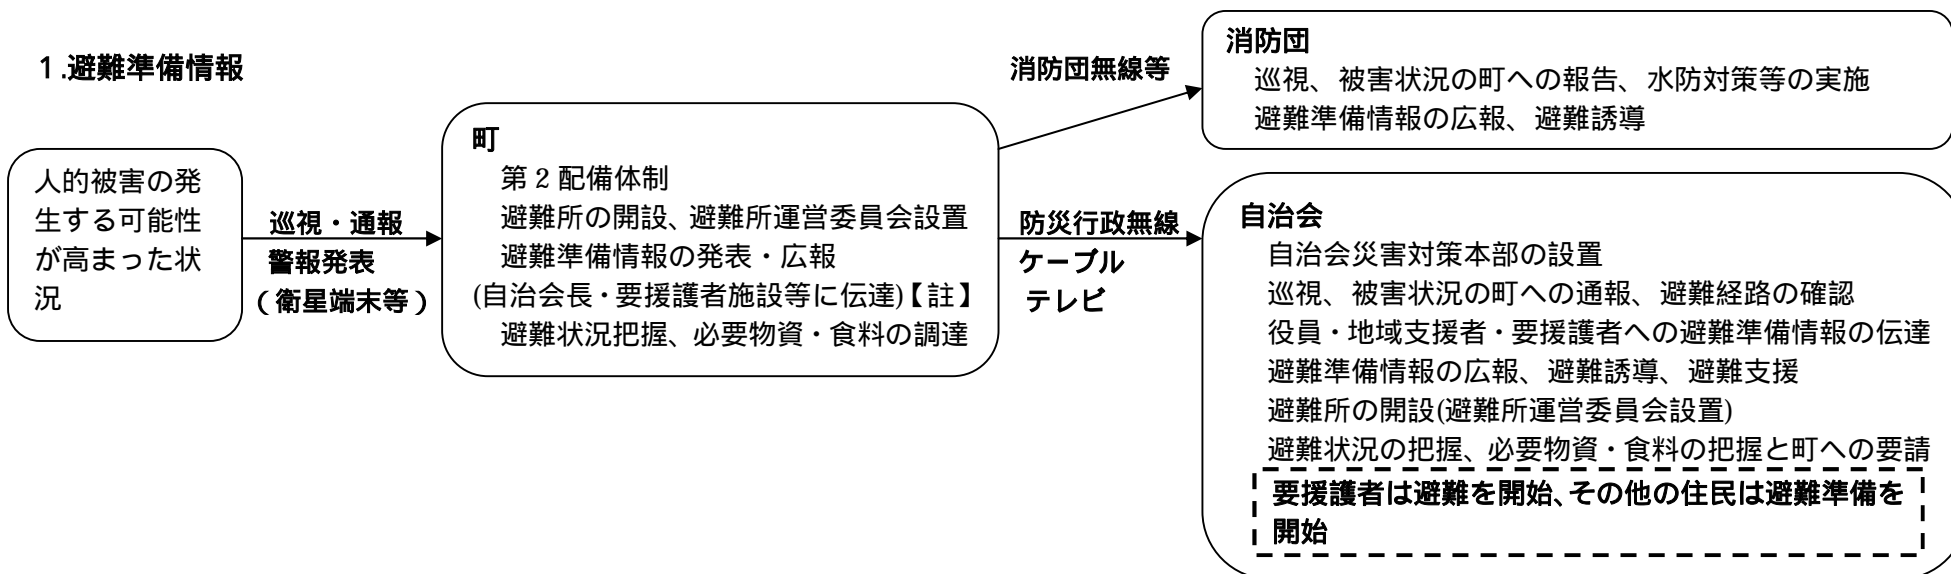 1.避難準備情報
人的被害の発
生する可能性
が高まった状
況
巡視・通報
警報発表
(衛星端末等)
町
第2配備体制
避難所の開設、避難所運営委員会設置
避難準備情報の発表・広報
(自治会長・要援護者施設等に伝達)【註】
避難状況把握、必要物資・食料の調達
消防団無線等
消防団
巡視、被害状況の町への報告、水防対策等の実施
避難準備情報の広報、避難誘導
防災行政無線
ケーブル
テレビ
自治会
自治会災害対策本部の設置
巡視、被害状況の町への通報、避難経路の確認
役員・地域支援者・要援護者への避難準備情報の伝達
避難準備情報の広報、避難誘導、避難支援
避難所の開設(避難所運営委員会設置)
避難状況の把握、必要物資・食料の把握と町への要請
要援護者は避難を開始、その他の住民は避難準備を
開始